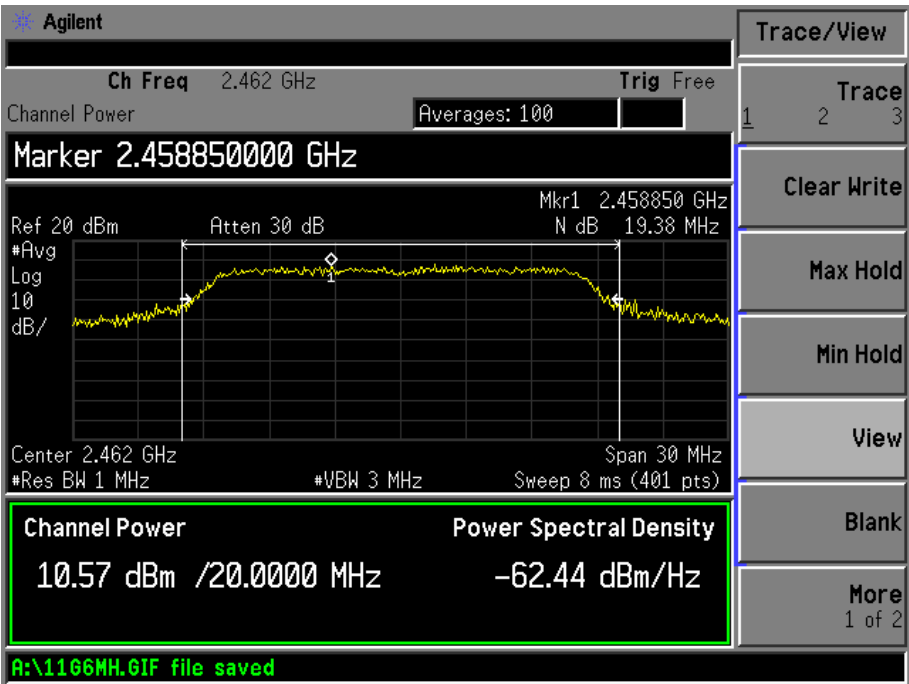 Agilent
Trace/View
Ch Freq 2.462 GHz Trig Free
Channel Power Averages: 100
Trace
1 2 3
Marker 2.458850000 GHz
Clear Write
Mkr1 2.458850 GHz
Ref 20 dBm Atten 30 dB N dB 19.38 MHz
#Avg
Log
10
dB/
1
Max Hold
Min Hold
View
Center 2.462 GHz Span 30 MHz
#Res BW 1 MHz #VBW 3 MHz Sweep 8 ms (401 pts)
Channel Power Power Spectral Density
10.57 dBm /20.0000 MHz -62.44 dBm/Hz
Blank
More
1 of 2
A:\11G6MH.GIF file saved